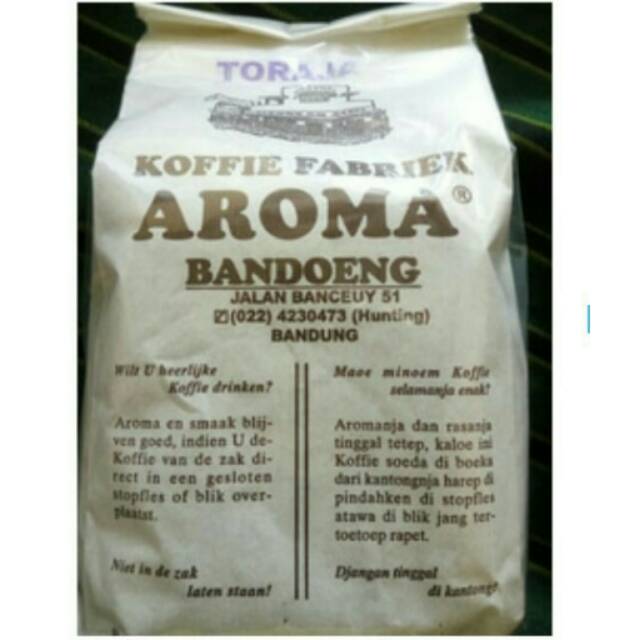 TORAJA
KOFFIE FABRIEK
AROMA®
BANDOENG
JALAN BANCEUY 51
(022) 4230473 (Hunting)
BANDUNG
Wilt U heerlijke
Koffie drinken?
Aroma en smaak blij-
ven goed, indien U de-
Koffie van de zak di-
rect in een gesloten
stopfles of blik over-
plaatst.
Niet in de zak
laten staan!
Maoe minoem Koffie
selamanja enak!
Aromanja dan rasanja
tinggal tetep, kaloe ini
Koffie soeda di boeka
dari kantongnja harep di
pindahken di stopfles
atawa di blik jang ter-
toetoep rapet.
Djangan tinggal
di kantong!